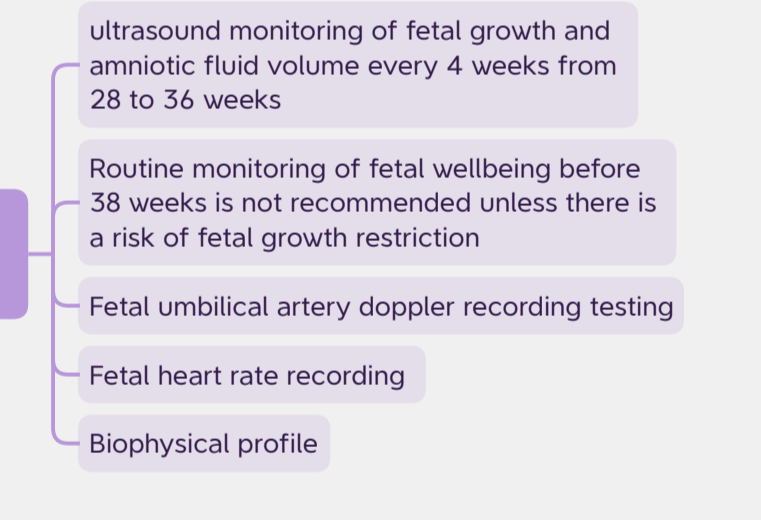 ultrasound monitoring of fetal growth and
amniotic fluid volume every 4 weeks from
28 to 36 weeks
Routine monitoring of fetal wellbeing before
38 weeks is not recommended unless there is
a risk of fetal growth restriction
Fetal umbilical artery doppler recording testing
Fetal heart rate recording
Biophysical profile